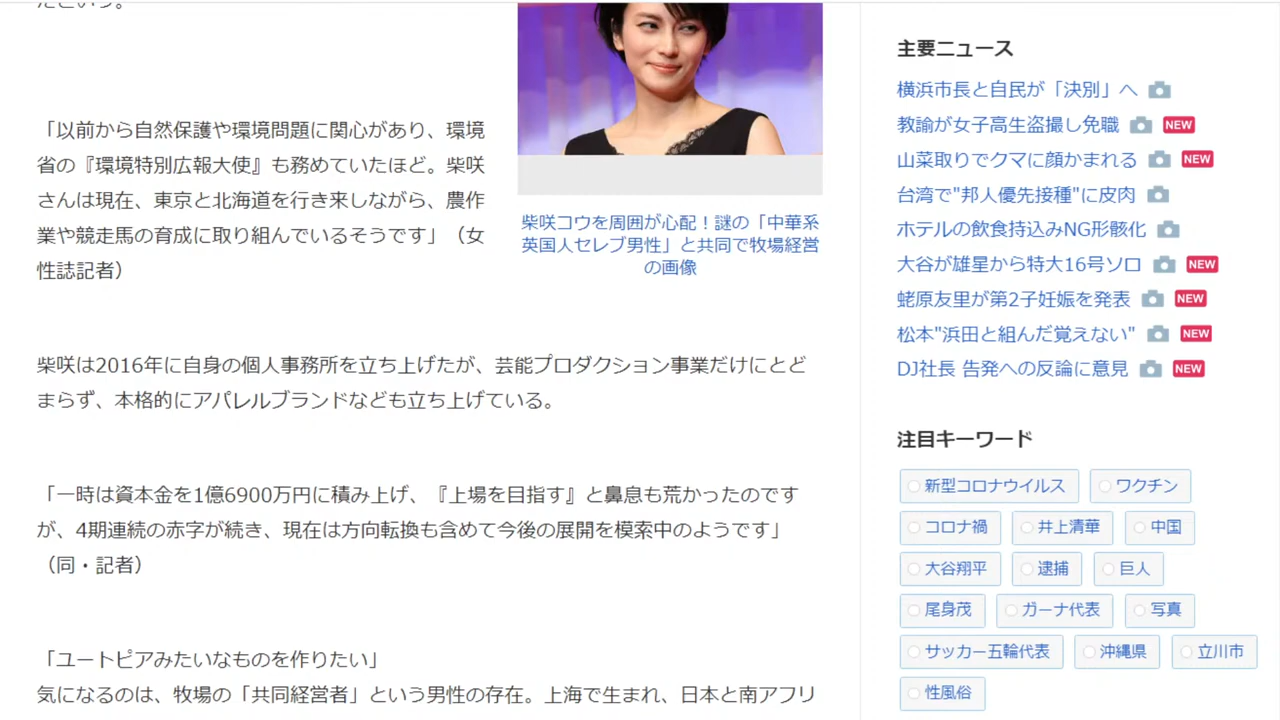 たという。
「以前から自然保護や環境問題に関心があり、環境
省の『環境特別広報大使』も務めていたほど。柴咲
さんは現在、東京と北海道を行き来しながら、農作
業や競走馬の育成に取り組んでいるそうです」（女
性誌記者）
柴咲コウを周囲が心配！謎の「中華系
英国人セレブ男性」と共同で牧場経営
の画像
柴咲は2016年に自身の個人事務所を立ち上げたが、芸能プロダクション事業だけにとど
まらず、本格的にアパレルブランドなども立ち上げている。
「一時は資本金を1億6900万円に積み上げ、『上場を目指す』と鼻息も荒かったのです
が、4期連続の赤字が続き、現在は方向転換も含めて今後の展開を模索中のようです」
（同・記者）
「ユートピアみたいなものを作りたい」
気になるのは、牧場の「共同経営者」という男性の存在。上海で生まれ、日本と南アフリ
主要ニュース
横浜市長と自民が「決別」へ
教諭が女子高生盗撮し免職 NEW
山菜取りでクマに顔かまれる NEW
台湾で"邦人優先接種"に皮肉
ホテルの飲食持込みNG形骸化
大谷が雄星から特大16号ソロ NEW
蛯原友里が第2子妊娠を発表 NEW
松本"浜田と組んだ覚えない" NEW
DJ社長 告発への反論に意見 NEW
注目キーワード
新型コロナウイルス ワクチン
コロナ禍 井上清華 中国
大谷翔平 逮捕 巨人
尾身茂 ガーナ代表 写真
サッカー五輪代表 沖縄県 立川市
性風俗